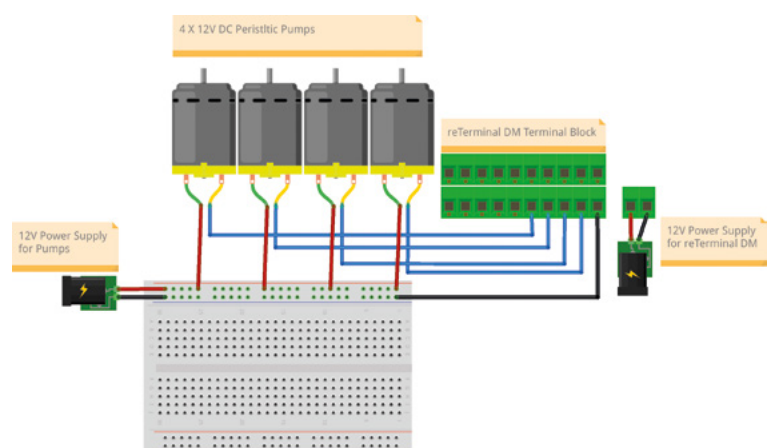 4 X 12V DC Peristltic Pumps
reTerminal DM Terminal Block
12V Power Supply
for Pumps
12V Power Supply
for reTerminal DM